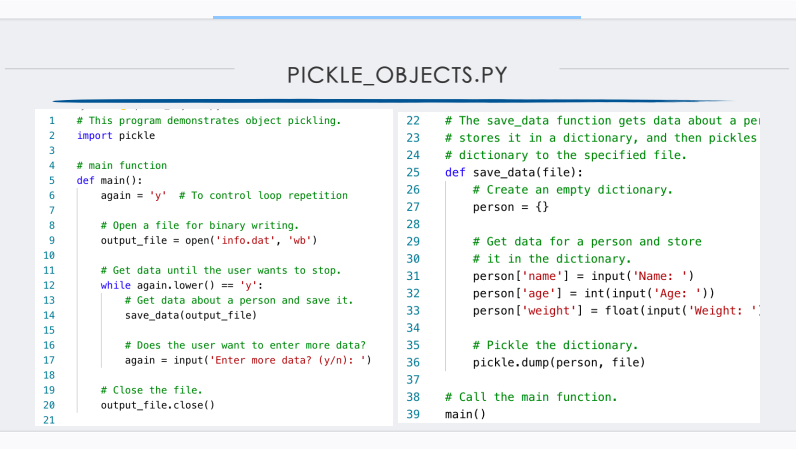 PICKLE_OBJECTS.PY
1 # This program demonstrates object pickling.
2 import pickle
3
4 # main function
5 def main():
6 again = 'y' # To control loop repetition
7
8 # Open a file for binary writing.
9 output_file = open('info.dat', 'wb')
10
11 # Get data until the user wants to stop.
12 while again.lower() == 'y':
13 # Get data about a person and save it.
14 save_data(output_file)
15
16 # Does the user want to enter more data?
17 again = input('Enter more data? (y/n): ')
18
19 # Close the file.
20 output_file.close()
21
22 # The save_data function gets data about a per
23 # stores it in a dictionary, and then pickles
24 # dictionary to the specified file.
25 def save_data(file):
26 # Create an empty dictionary.
27 person = {}
28
29 # Get data for a person and store
30 # it in the dictionary.
31 person['name'] = input('Name: ')
32 person['age'] = int(input('Age: '))
33 person['weight'] = float(input('Weight: ')
34
35 # Pickle the dictionary.
36 pickle.dump(person, file)
37
38 # Call the main function.
39 main()